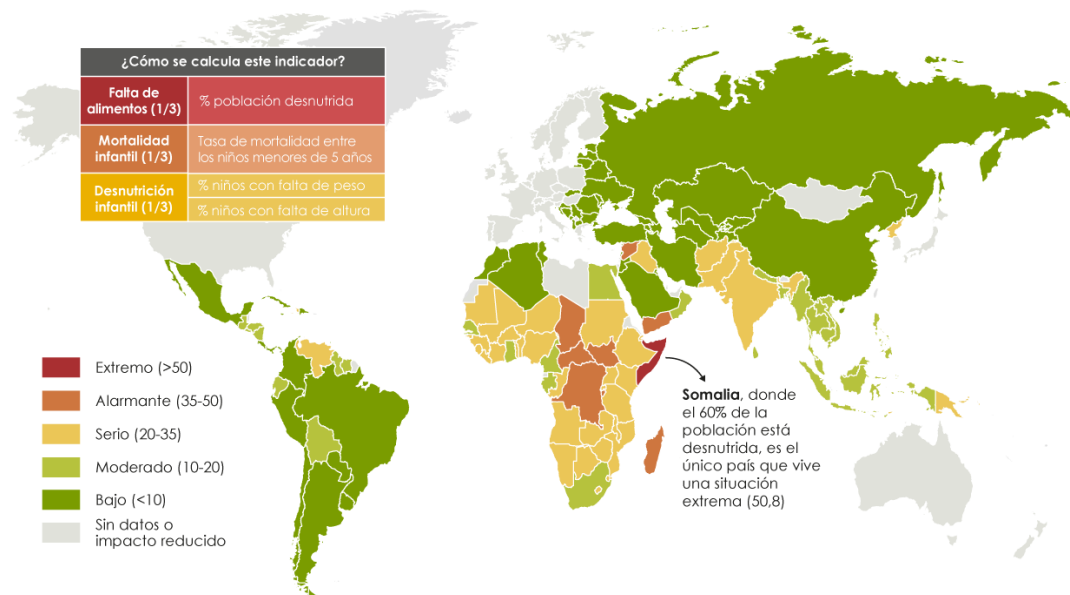 ¿Cómo se calcula este indicador?
Falta de
alimentos (1/3)
% población desnutrida
Mortalidad
infantil (1/3)
Tasa de mortalidad entre
los niños menores de 5 años
Desnutrición
infantil (1/3)
% niños con falta de peso
% niños con falta de altura
Extremo (>50)
Alarmante (35-50)
Serio (20-35)
Moderado (10-20)
Bajo (<10)
Sin datos o
impacto reducido
Somalia, donde
el 60% de la
población está
desnutrida, es el
único país que vive
una situación
extrema (50,8)